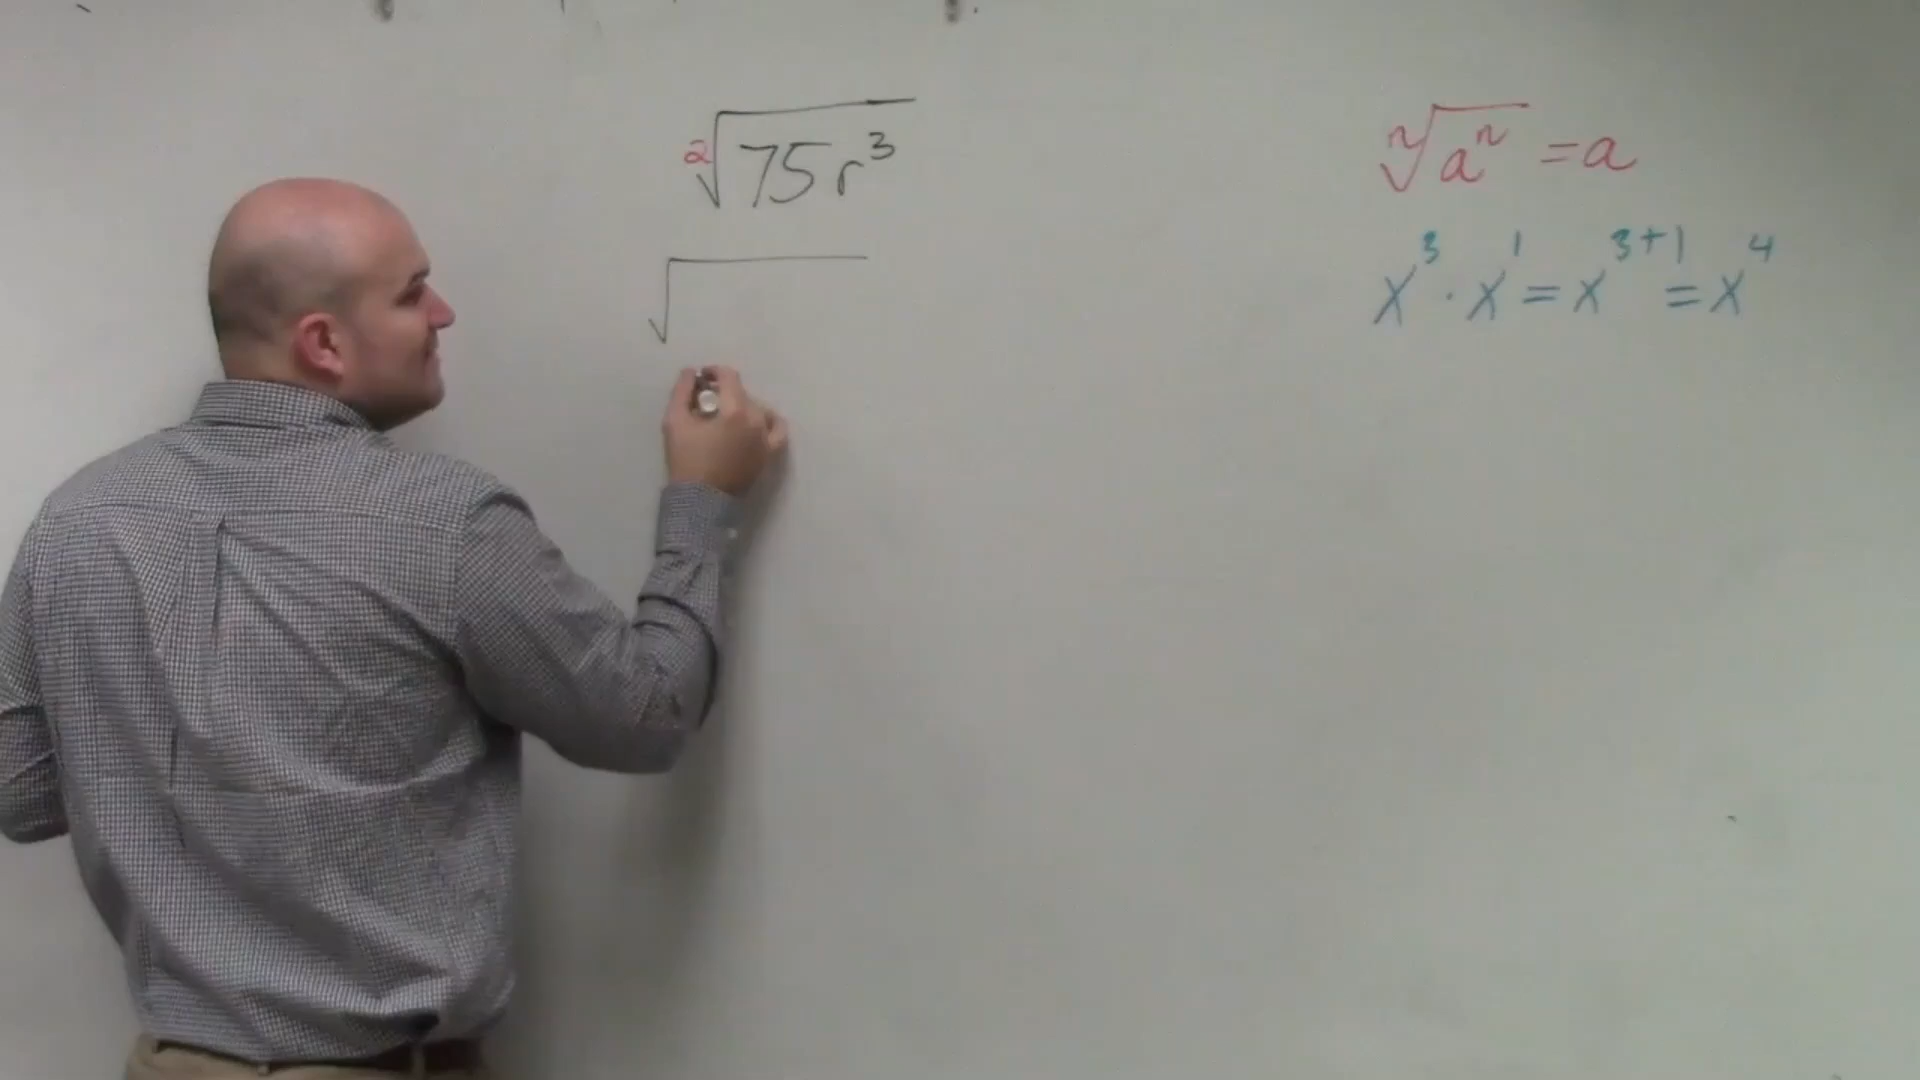 ²√75r³
ⁿ√aⁿ = a
x³ · x¹ = x³⁺¹ = x⁴